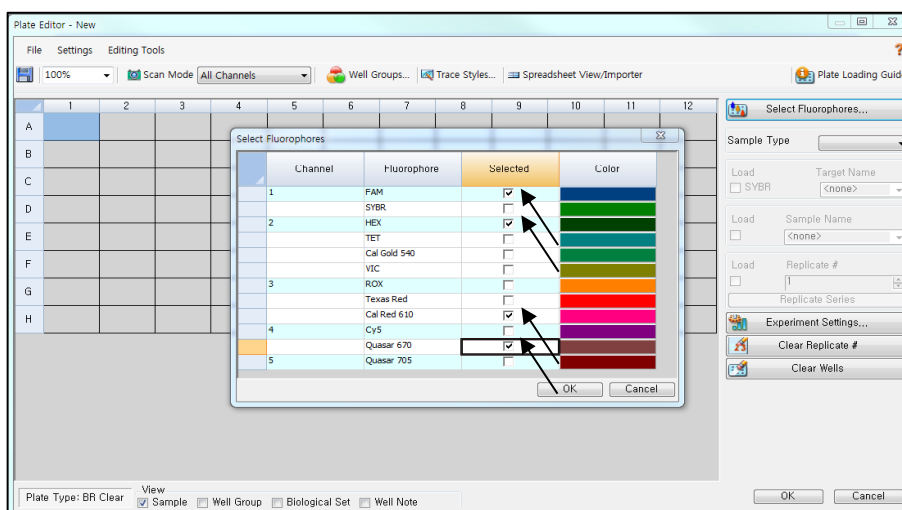 Plate Editor - New
File Settings Editing Tools ?
100% Scan Mode All Channels Well Groups... Trace Styles... Spreadsheet View/Importer Plate Loading Guid
1 2 3 4 5 6 7 8 9 10 11 12
A
B
C
D
E
F
G
H
Select Fluorophores
Channel Fluorophore Selected Color
1 FAM
SYBR
2 HEX
TET
Cal Gold 540
VIC
3 ROX
Texas Red
Cal Red 610
4 Cy5
Quasar 670
5 Quasar 705
OK Cancel
Select Fluorophores...
Sample Type
Load Target Name
SYBR <none>
Load Sample Name
<none>
Load Replicate #
1
Replicate Series
Experiment Settings...
Clear Replicate #
Clear Wells
Plate Type: BR Clear
View
Sample Well Group Biological Set Well Note
OK Cancel